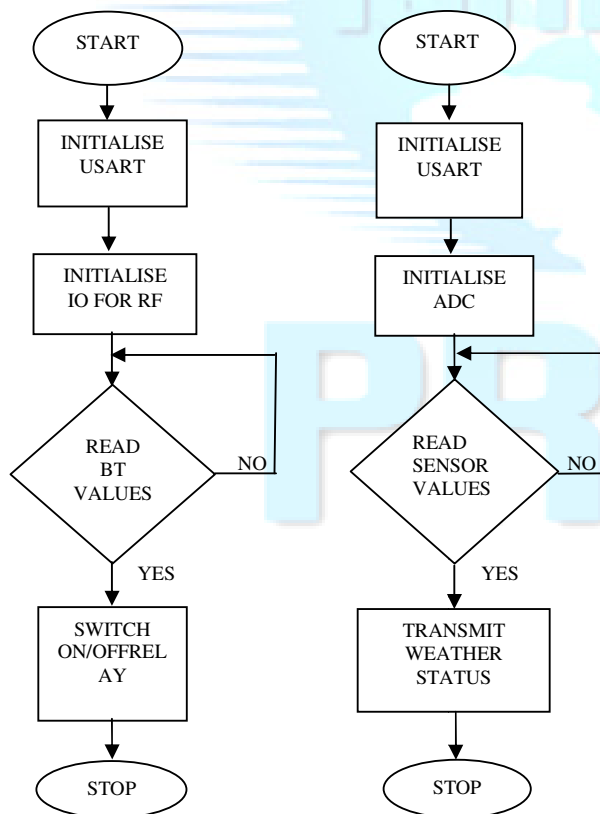 START
INITIALISE
USART
INITIALISE
IO FOR RF
READ
BT
VALUES
NO
YES
SWITCH
ON/OFFREL
AY
STOP
START
INITIALISE
USART
INITIALISE
ADC
READ
SENSOR
VALUES
NO
YES
TRANSMIT
WEATHER
STATUS
STOP
PR